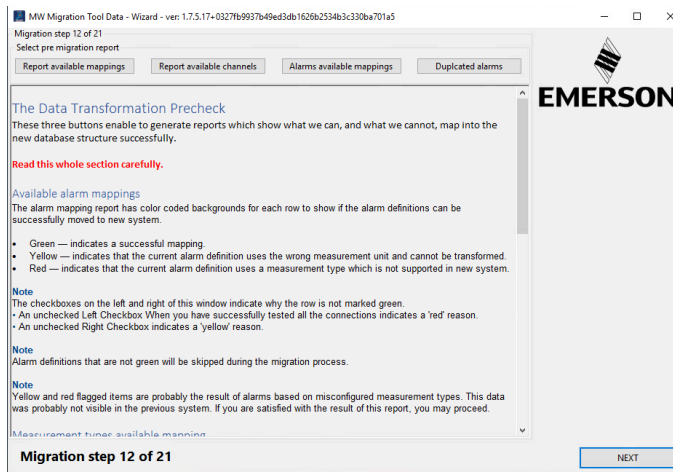 MW Migration Tool Data - Wizard - ver: 1.7.5.17+0327fb9937b49ed3db1626b2534b3c330ba701a5
Migration step 12 of 21
Select pre migration report
Report available mappings
Report available channels
Alarms available mappings
Duplcated alarms
EMERSON
The Data Transformation Precheck
These three buttons enable to generate reports which show what we can, and what we cannot, map into the
new database structure successfully.
Read this whole section carefully.
Available alarm mappings
The alarm mapping report has color coded backgrounds for each row to show if the alarm definitions can be
successfully moved to new system.
• Green — indicates a successful mapping.
• Yellow — indicates that the current alarm definition uses the wrong measurement unit and cannot be transformed.
• Red — indicates that the current alarm definition uses a measurement type which is not supported in new system.
Note
The checkboxes on the left and right of this window indicate why the row is not marked green.
• An unchecked Left Checkbox When you have successfully tested all the connections indicates a 'red' reason.
• An unchecked Right Checkbox indicates a 'yellow' reason.
Note
Alarm definitions that are not green will be skipped during the migration process.
Note
Yellow and red flagged items are probably the result of alarms based on misconfigured measurement types. This data
was probably not visible in the previous system. If you are satisfied with the result of this report, you may proceed.
Measurement types available mapping
Migration step 12 of 21
NEXT